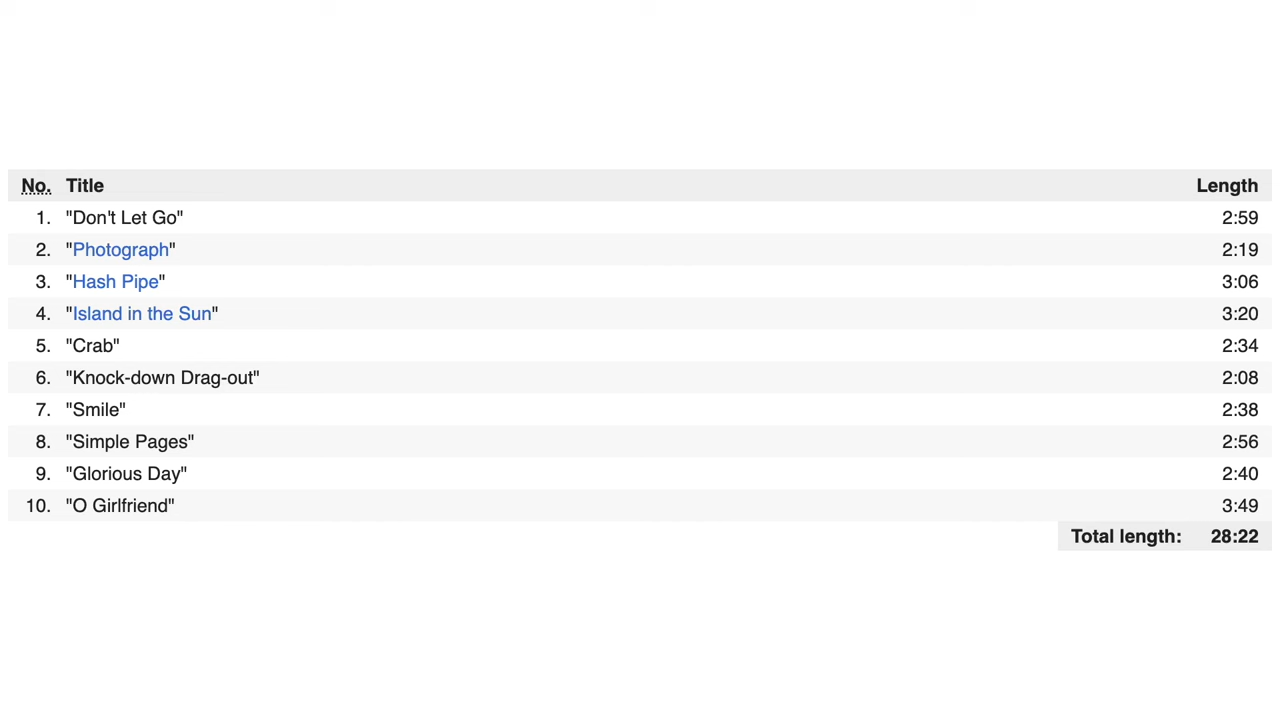 No. Title Length
1. "Don't Let Go" 2:59
2. "Photograph" 2:19
3. "Hash Pipe" 3:06
4. "Island in the Sun" 3:20
5. "Crab" 2:34
6. "Knock-down Drag-out" 2:08
7. "Smile" 2:38
8. "Simple Pages" 2:56
9. "Glorious Day" 2:40
10. "O Girlfriend" 3:49
Total length: 28:22